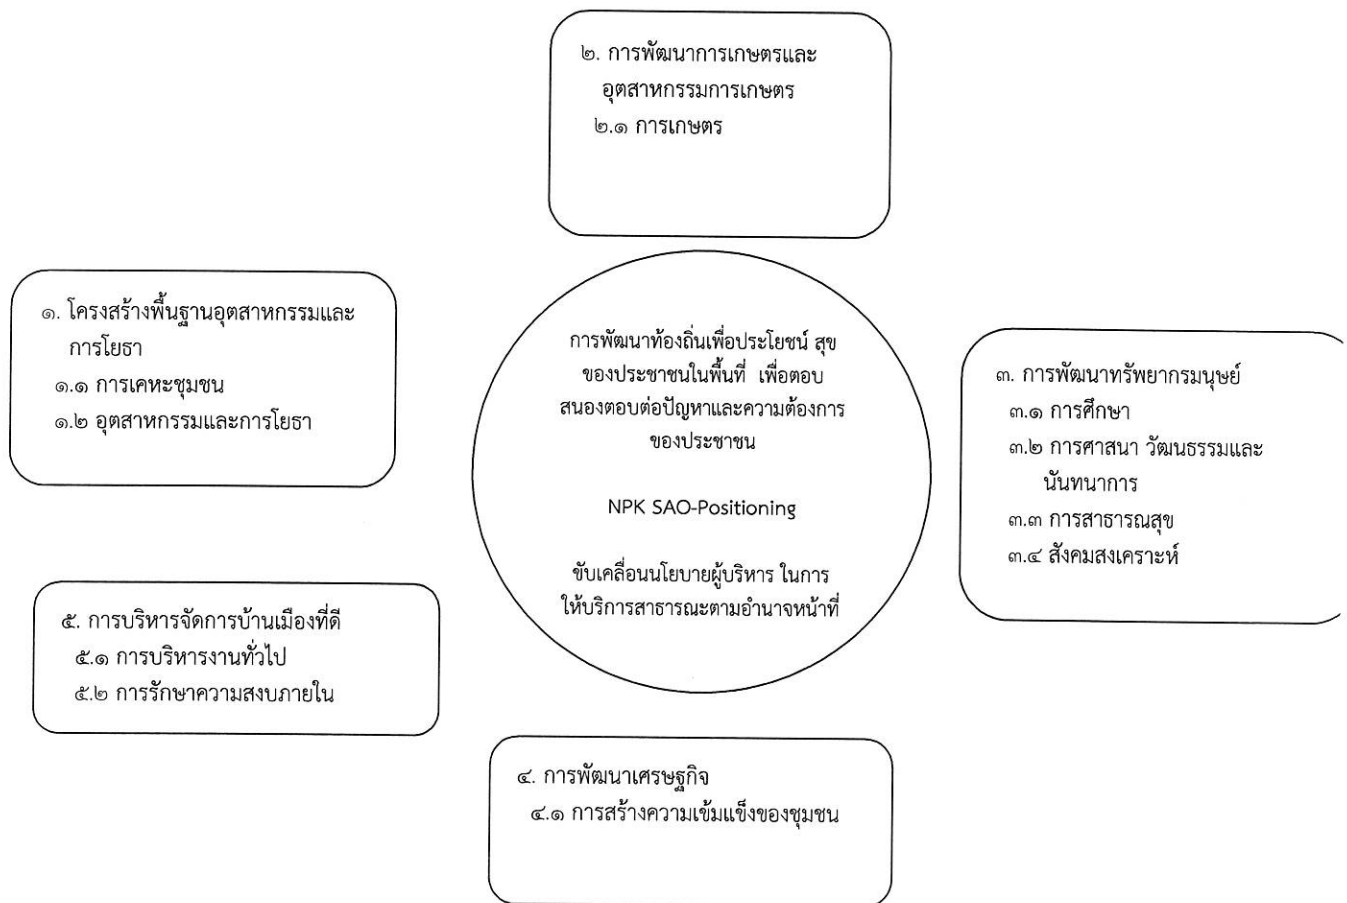 ๒. การพัฒนาการเกษตรและ
อุตสาหกรรมการเกษตร
๒.๑ การเกษตร
๑. โครงสร้างพื้นฐานอุตสาหกรรมและ
การโยธา
๑.๑ การเคหะชุมชน
๑.๒ อุตสาหกรรมและการโยธา
การพัฒนาท้องถิ่นเพื่อประโยชน์ สุข
ของประชาชนในพื้นที่ เพื่อตอบ
สนองตอบต่อปัญหาและความต้องการ
ของประชาชน
NPK SAO-Positioning
ขับเคลื่อนนโยบายผู้บริหาร ในการ
ให้บริการสาธารณะตามอำนาจหน้าที่
๓. การพัฒนาทรัพยากรมนุษย์
๓.๑ การศึกษา
๓.๒ การศาสนา วัฒนธรรมและ
นันทนาการ
๓.๓ การสาธารณสุข
๓.๔ สังคมสงเคราะห์
๕. การบริหารจัดการบ้านเมืองที่ดี
๕.๑ การบริหารงานทั่วไป
๕.๒ การรักษาความสงบภายใน
๔. การพัฒนาเศรษฐกิจ
๔.๑ การสร้างความเข้มแข็งของชุมชน